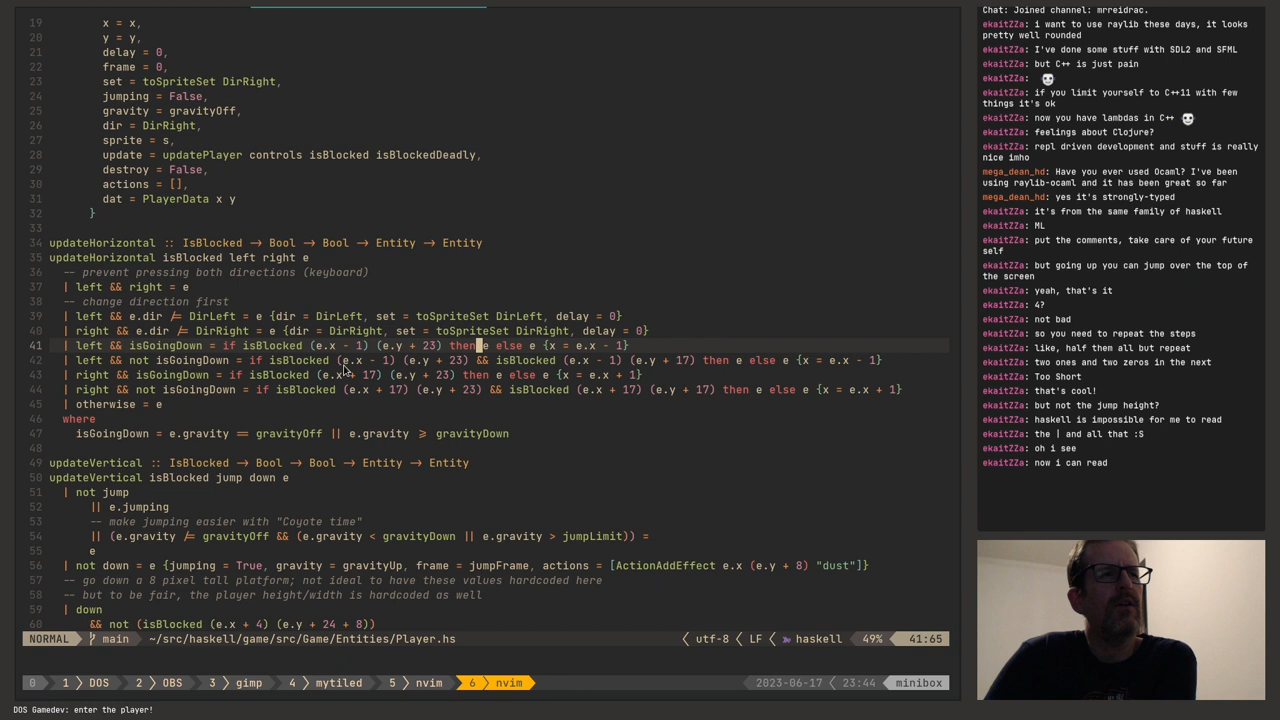 19 x = x,
20 y = y,
21 delay = 0,
22 frame = 0,
23 set = toSpriteSet DirRight,
24 jumping = False,
25 gravity = gravityOff,
26 dir = DirRight,
27 sprite = s,
28 update = updatePlayer controls isBlocked isBlockedDeadly,
29 destroy = False,
30 actions = [],
31 dat = PlayerData x y
32 }
33
34 updateHorizontal :: IsBlocked -> Bool -> Bool -> Entity -> Entity
35 updateHorizontal isBlocked left right e
36 -- prevent pressing both directions (keyboard)
37 | left && right = e
38 -- change direction first
39 | left && e.dir /= DirLeft = e {dir = DirLeft, set = toSpriteSet DirLeft, delay = 0}
40 | right && e.dir /= DirRight = e {dir = DirRight, set = toSpriteSet DirRight, delay = 0}
41 | left && isGoingDown = if isBlocked (e.x - 1) (e.y + 23) then e else e {x = e.x - 1}
42 | left && not isGoingDown = if isBlocked (e.x - 1) (e.y + 23) && isBlocked (e.x - 1) (e.y + 17) then e else e {x = e.x - 1}
43 | right && isGoingDown = if isBlocked (e.x + 17) (e.y + 23) then e else e {x = e.x + 1}
44 | right && not isGoingDown = if isBlocked (e.x + 17) (e.y + 23) && isBlocked (e.x + 17) (e.y + 17) then e else e {x = e.x + 1}
45 | otherwise = e
46 where
47 isGoingDown = e.gravity == gravityOff || e.gravity >= gravityDown
48
49 updateVertical :: IsBlocked -> Bool -> Bool -> Entity -> Entity
50 updateVertical isBlocked jump down e
51 | not jump
52 || e.jumping
53 -- make jumping easier with "Coyote time"
54 || (e.gravity /= gravityOff && (e.gravity < gravityDown || e.gravity > jumpLimit)) =
55 e
56 | not down = e {jumping = True, gravity = gravityUp, frame = jumpFrame, actions = [ActionAddEffect e.x (e.y + 8) "dust"]}
57 -- go down a 8 pixel tall platform; not ideal to have these values hardcoded here
58 -- but to be fair, the player height/width is hardcoded as well
59 | down
60 && not (isBlocked (e.x + 4) (e.y + 24 + 8))
NORMAL main ~/src/haskell/game/src/Game/Entities/Player.hs utf-8 LF haskell 49% 41:65
0 1 DOS 2 OBS 3 gimp 4 mytiled 5 nvim 6 nvim 2023-06-17 23:44 minibox
DOS Gamedev: enter the player!
Chat: Joined channel: mrreidrac.
ekaitZZa: i want to use raylib these days, it looks
pretty well rounded
ekaitZZa: I've done some stuff with SDL2 and SFML
ekaitZZa: but C++ is just pain
ekaitZZa:
ekaitZZa: if you limit yourself to C++11 with few
things it's ok
ekaitZZa: now you have lambdas in C++
ekaitZZa: feelings about Clojure?
ekaitZZa: repl driven development and stuff is really
nice imho
mega_dean_hd: Have you ever used Ocaml? I've been
using raylib-ocaml and it has been great so far
mega_dean_hd: yes it's strongly-typed
ekaitZZa: it's from the same family of haskell
ekaitZZa: ML
ekaitZZa: put the comments, take care of your future
self
ekaitZZa: but going up you can jump over the top of
the screen
ekaitZZa: yeah, that's it
ekaitZZa: 4?
ekaitZZa: not bad
ekaitZZa: so you need to repeat the steps
ekaitZZa: like, half them all but repeat
ekaitZZa: two ones and two zeros in the next
ekaitZZa: Too Short
ekaitZZa: that's cool!
ekaitZZa: but not the jump height?
ekaitZZa: haskell is impossible for me to read
ekaitZZa: the | and all that :S
ekaitZZa: oh i see
ekaitZZa: now i can read